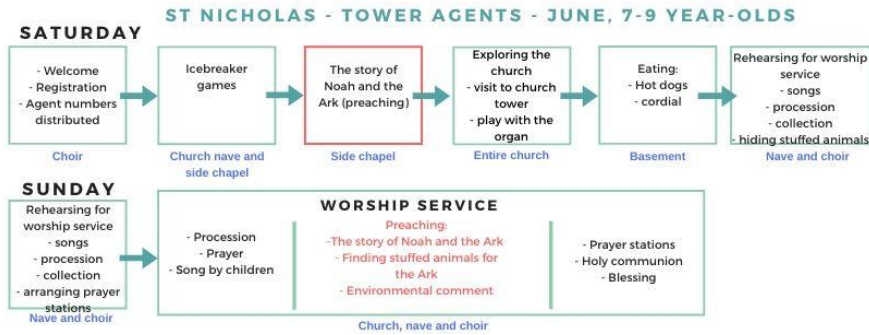 ST NICHOLAS - TOWER AGENTS - JUNE, 7-9 YEAR-OLDS
SATURDAY
- Welcome
- Registration
- Agent numbers
distributed
Choir
Icebreaker
games
Church nave and
side chapel
The story of
Noah and the
Ark (preaching)
Side chapel
Exploring the
church
- visit to church
tower
- play with the
organ
Entire church
Eating:
- Hot dogs
- cordial
Basement
Rehearsing for worship
service
- songs
- procession
- collection
- hiding stuffed animals
Nave and choir
SUNDAY
Rehearsing for
worship service
- songs
- procession
- collection
- arranging prayer
stations
Nave and choir
WORSHIP SERVICE
- Procession
- Prayer
- Song by children
Preaching:
-The story of Noah and the Ark
- Finding stuffed animals for
the Ark
- Environmental comment
- Prayer stations
- Holy communion
- Blessing
Church, nave and choir